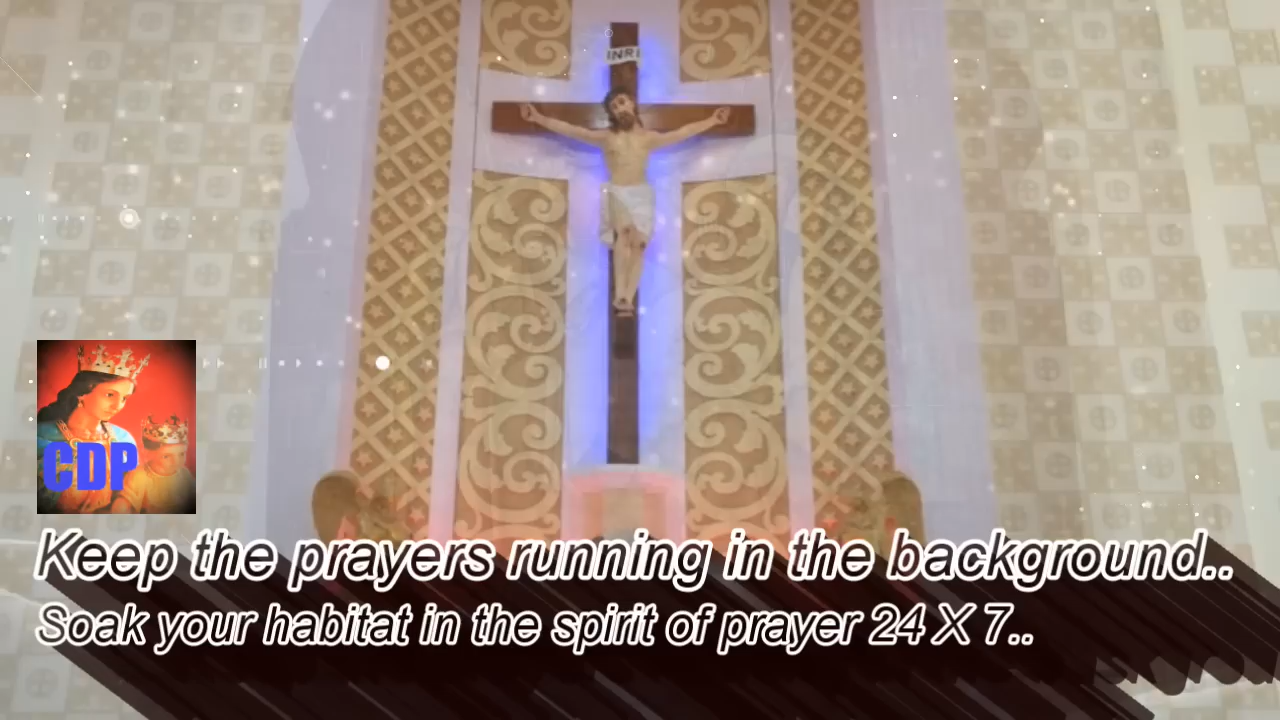 INRI
CDP
Keep the prayers running in the background..
Soak your habitat in the spirit of prayer 24 X 7..